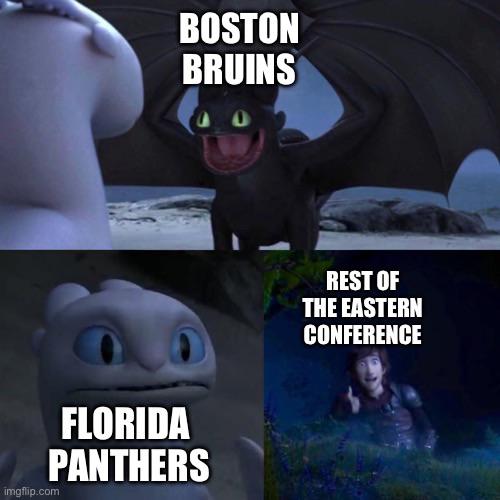 BOSTON
BRUINS
REST OF
THE EASTERN
CONFERENCE
FLORIDA
PANTHERS
imgflip.com